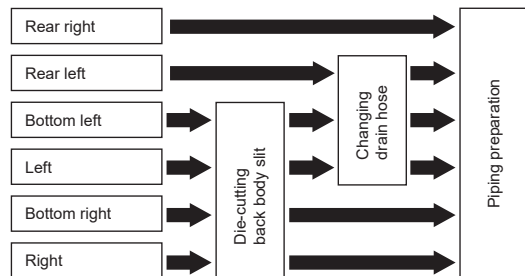 Rear right
Rear left
Bottom left
Left
Bottom right
Right
Die-cutting
back body slit
Changing
drain hose
Piping preparation